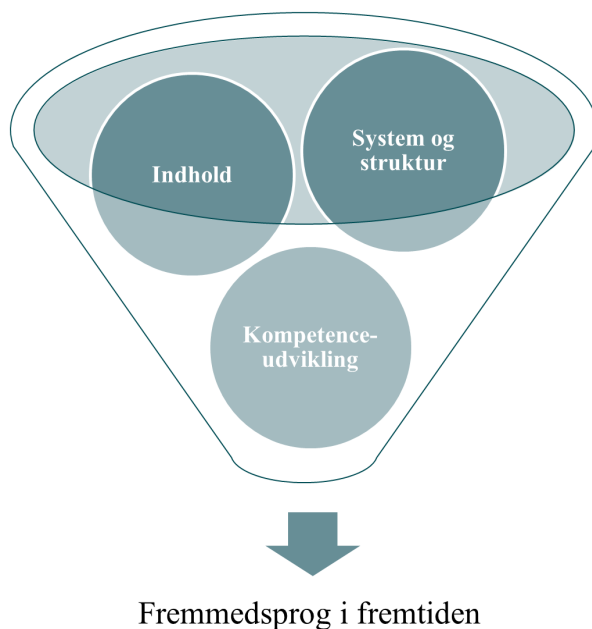 Indhold
System og
struktur
Kompetence-
udvikling
Fremmedsprog i fremtiden